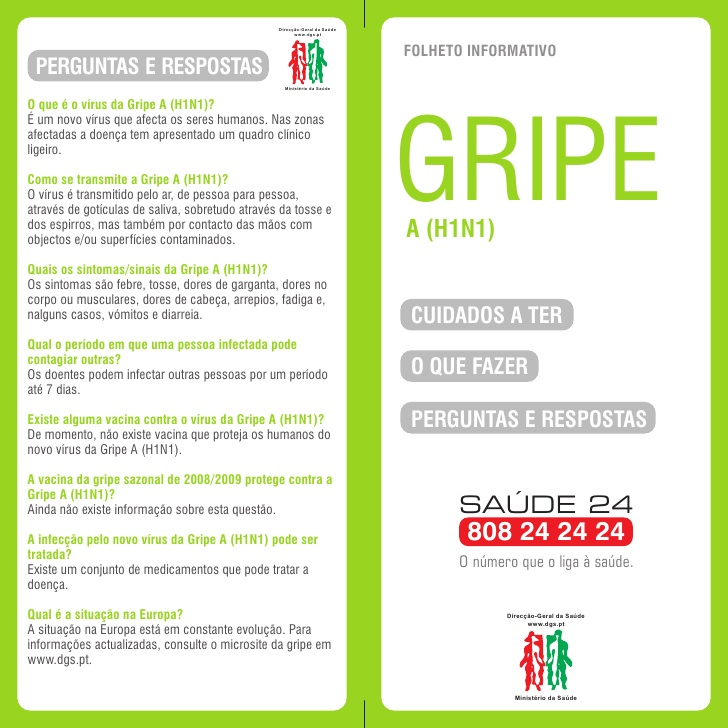 Direcção-Geral da Saúde
www.dgs.pt
Ministério da Saúde
PERGUNTAS E RESPOSTAS
O que é o vírus da Gripe A (H1N1)?
É um novo vírus que afecta os seres humanos. Nas zonas
afectadas a doença tem apresentado um quadro clínico
ligeiro.
Como se transmite a Gripe A (H1N1)?
O vírus é transmitido pelo ar, de pessoa para pessoa,
através de gotículas de saliva, sobretudo através da tosse e
dos espirros, mas também por contacto das mãos com
objectos e/ou superfícies contaminados.
Quais os sintomas/sinais da Gripe A (H1N1)?
Os sintomas são febre, tosse, dores de garganta, dores no
corpo ou musculares, dores de cabeça, arrepios, fadiga e,
nalguns casos, vómitos e diarreia.
Qual o período em que uma pessoa infectada pode
contagiar outras?
Os doentes podem infectar outras pessoas por um período
até 7 dias.
Existe alguma vacina contra o vírus da Gripe A (H1N1)?
De momento, não existe vacina que proteja os humanos do
novo vírus da Gripe A (H1N1).
A vacina da gripe sazonal de 2008/2009 protege contra a
Gripe A (H1N1)?
Ainda não existe informação sobre esta questão.
A infecção pelo novo vírus da Gripe A (H1N1) pode ser
tratada?
Existe um conjunto de medicamentos que pode tratar a
doença.
Qual é a situação na Europa?
A situação na Europa está em constante evolução. Para
informações actualizadas, consulte o microsite da gripe em
www.dgs.pt.
FOLHETO INFORMATIVO
GRIPE
A (H1N1)
CUIDADOS A TER
O QUE FAZER
PERGUNTAS E RESPOSTAS
SAÚDE 24
808 24 24 24
O número que o liga à saúde.
Direcção-Geral da Saúde
www.dgs.pt
Ministério da Saúde